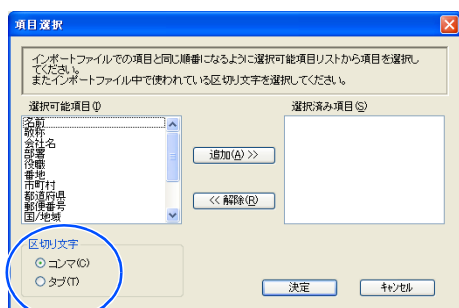 項目選択
インポートファイルでの項目と同じ順番になるように選択可能項目リストから項目を選択し
てください。
またインポートファイル中で使われている区切り文字を選択してください。
選択可能項目(I)
選択済み項目(S)
名前
敬称
会社名
部署
役職
番地
市町村
都道府県
郵便番号
国/地域
追加(A) >>
<< 解除(R)
区切り文字
コンマ(C)
タブ(T)
決定
キャンセル